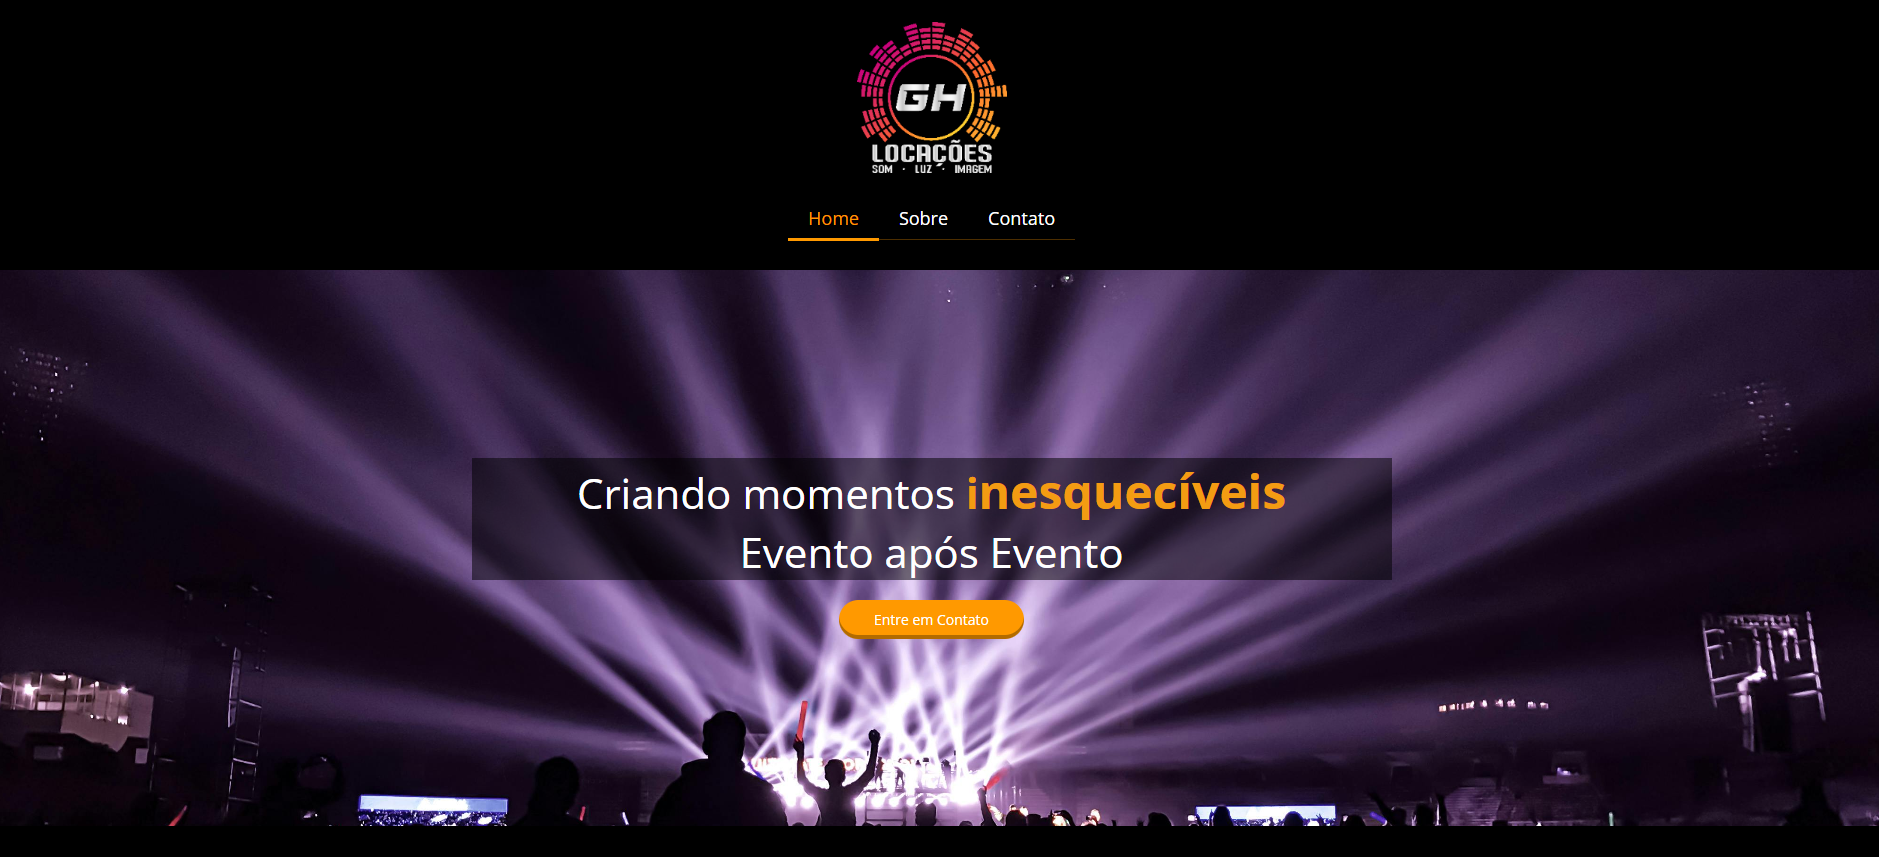 GH
LOCAÇÕES
SOM · LUZ · IMAGEM
Home Sobre Contato
Criando momentos inesquecíveis
Evento após Evento
Entre em Contato